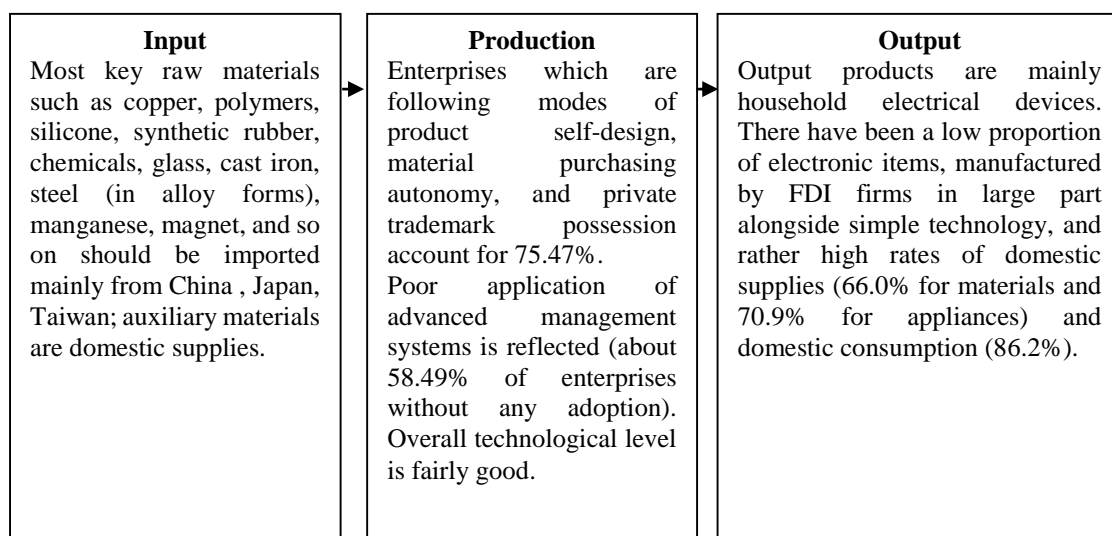 Input
Most key raw materials
such as copper, polymers,
silicone, synthetic rubber,
chemicals, glass, cast iron,
steel (in alloy forms),
manganese, magnet, and so
on should be imported
mainly from China , Japan,
Taiwan; auxiliary materials
are domestic supplies.
Production
Enterprises which are
following modes of
product self-design,
material purchasing
autonomy, and private
trademark possession
account for 75.47%.
Poor application of
advanced management
systems is reflected (about
58.49% of enterprises
without any adoption).
Overall technological level
is fairly good.
Output
Output products are mainly
household electrical devices.
There have been a low proportion
of electronic items, manufactured
by FDI firms in large part
alongside simple technology, and
rather high rates of domestic
supplies (66.0% for materials and
70.9% for appliances) and
domestic consumption (86.2%).